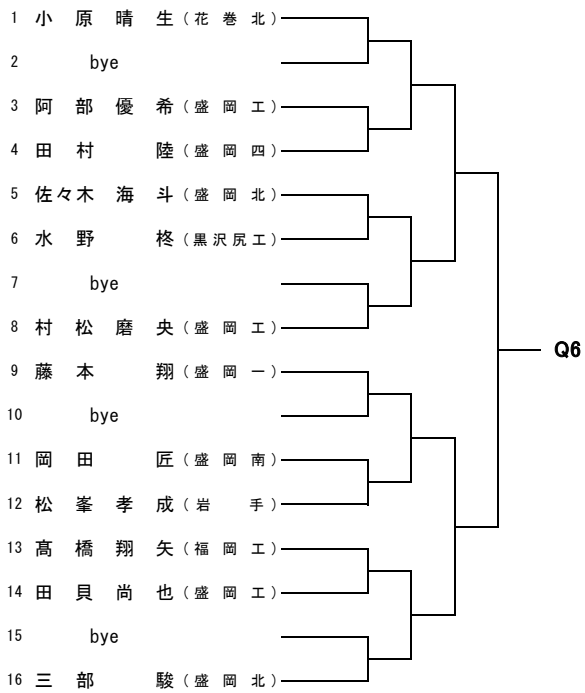 1 小原晴生(花巻北)
2 bye
3 阿部優希(盛岡工)
4 田村 陸(盛岡四)
5 佐々木海斗(盛岡北)
6 水野 柊(黒沢尻工)
7 bye
8 村松磨央(盛岡工)
Q6
9 藤本 翔(盛岡一)
10 bye
11 岡田 匠(盛岡南)
12 松峯孝成(岩手)
13 髙橋翔矢(福岡工)
14 田貝尚也(盛岡工)
15 bye
16 三部 駿(盛岡北)